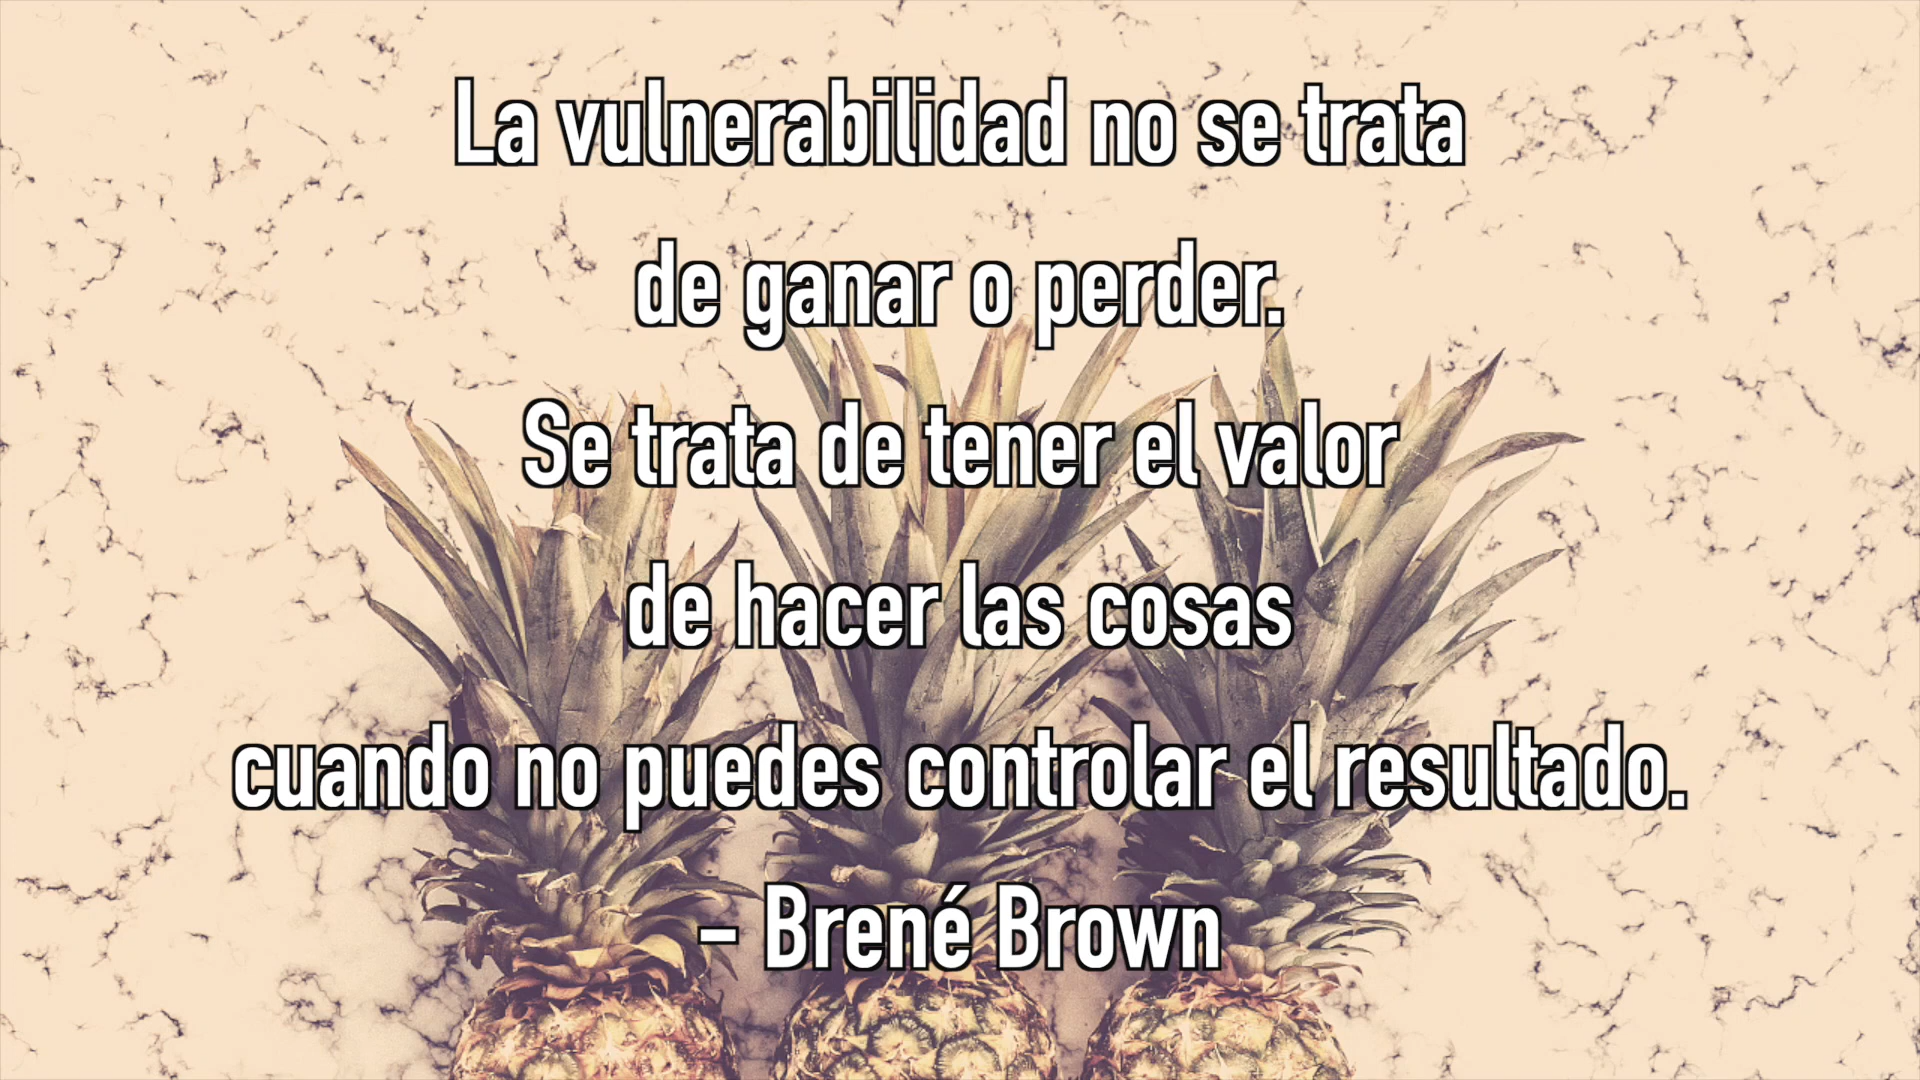 La vulnerabilidad no se trata
de ganar o perder.
Se trata de tener el valor
de hacer las cosas
cuando no puedes controlar el resultado.
– Brené Brown